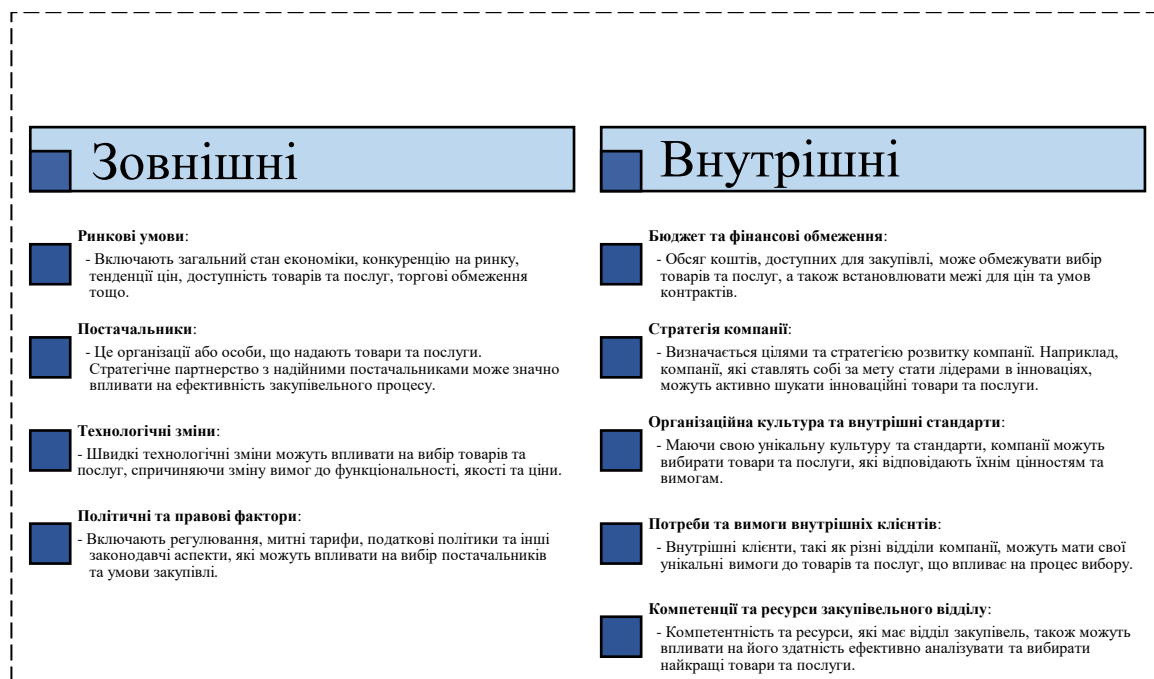 Зовнішні
Ринкові умови:
- Включають загальний стан економіки, конкуренцію на ринку,
тенденції цін, доступність товарів та послуг, торгові обмеження
тощо.
Постачальники:
- Це організації або особи, що надають товари та послуги.
Стратегічне партнерство з надійними постачальниками може значно
впливати на ефективність закупівельного процесу.
Технологічні зміни:
- Швидкі технологічні зміни можуть впливати на вибір товарів та
послуг, спричиняючи зміну вимог до функціональності, якості та ціни.
Політичні та правові фактори:
- Включають регулювання, митні тарифи, податкові політики та інші
законодавчі аспекти, які можуть впливати на вибір постачальників
та умови закупівлі.
Внутрішні
Бюджет та фінансові обмеження:
- Обсяг коштів, доступних для закупівлі, може обмежувати вибір
товарів та послуг, а також встановлювати межі для цін та умов
контрактів.
Стратегія компанії:
- Визначається цілями та стратегією розвитку компанії. Наприклад,
компанії, які ставлять собі за мету стати лідерами в інноваціях,
можуть активно шукати інноваційні товари та послуги.
Організаційна культура та внутрішні стандарти:
- Маючи свою унікальну культуру та стандарти, компанії можуть
вибирати товари та послуги, які відповідають їхнім цінностям та
вимогам.
Потреби та вимоги внутрішніх клієнтів:
- Внутрішні клієнти, такі як різні відділи компанії, можуть мати свої
унікальні вимоги до товарів та послуг, що впливає на процес вибору.
Компетенції та ресурси закупівельного відділу:
- Компетентність та ресурси, які має відділ закупівель, також можуть
впливати на його здатність ефективно аналізувати та вибирати
найкращі товари та послуги.